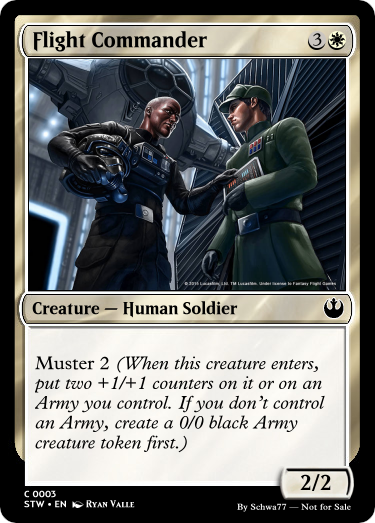 Flight Commander 3
© 2015 Lucasfilm, Ltd. TM Lucasfilm. Under license to Fantasy Flight Games
Creature — Human Soldier
Muster 2 (When this creature enters,
put two +1/+1 counters on it or on an
Army you control. If you don't control
an Army, create a 0/0 black Army
creature token first.)
2/2
C 0003
STW • EN Ryan Valle
By Schwa77 — Not for Sale